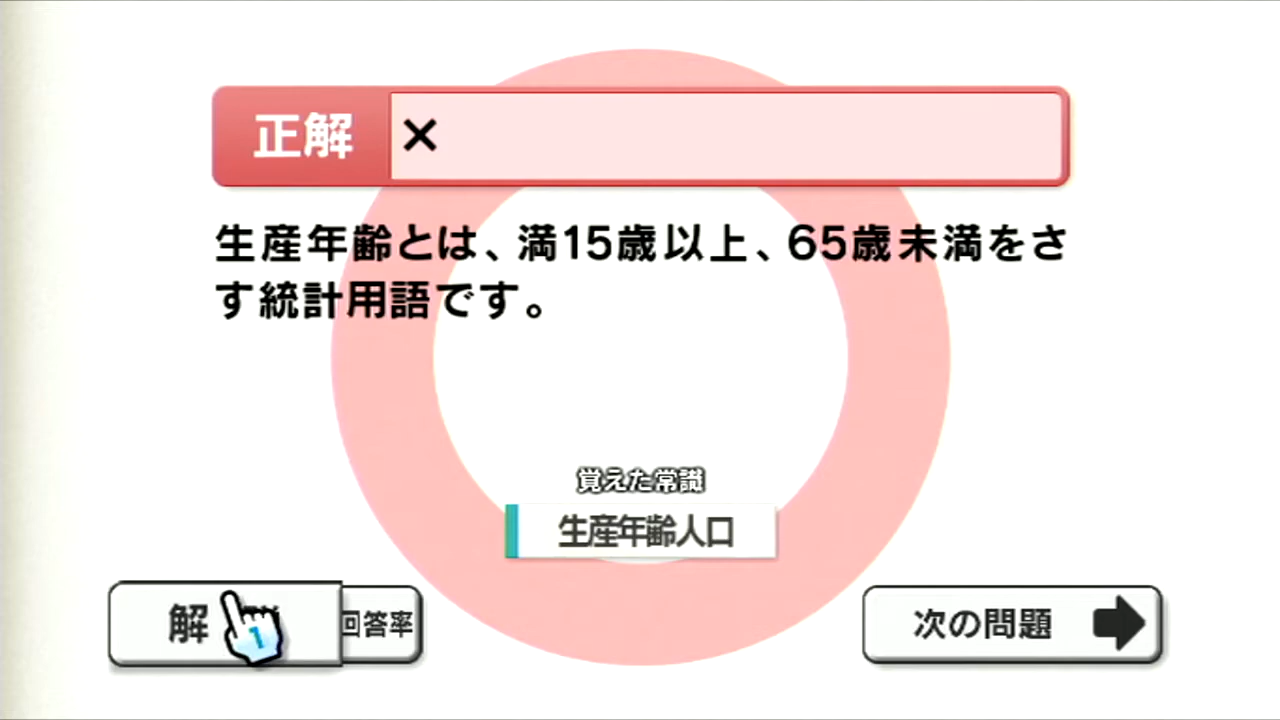 正解 ×
生産年齢とは、満15歳以上、65歳未満をさ
す統計用語です。
覚えた常識
生産年齢人口
解
回答率
次の問題
1